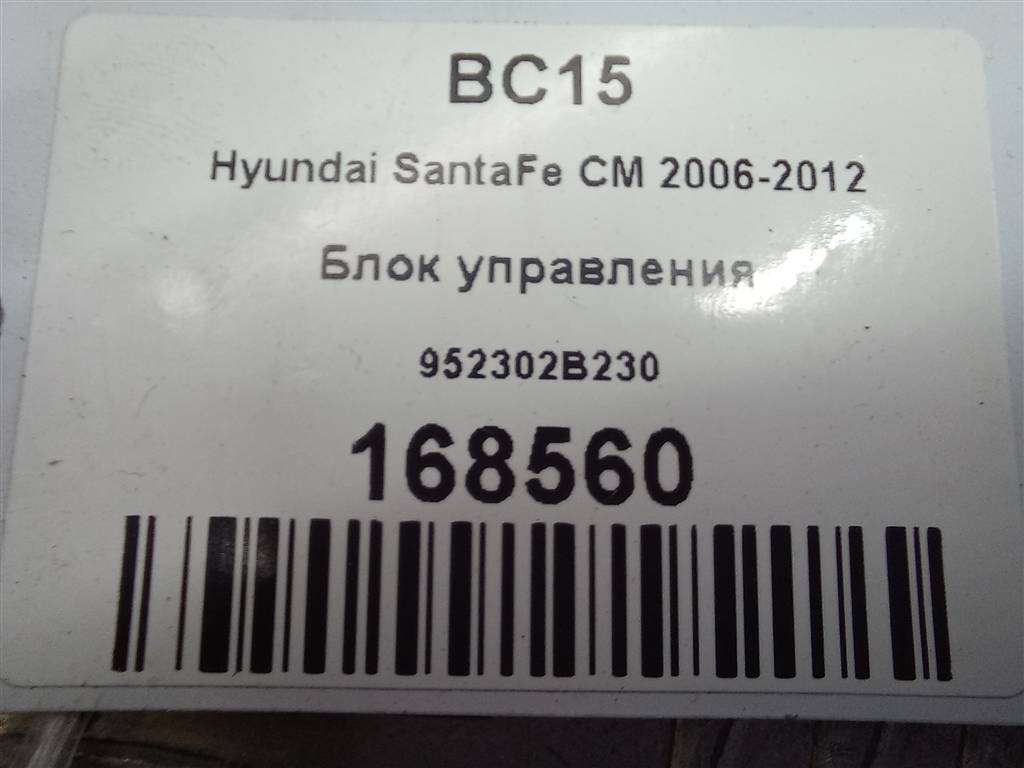 BC15
Hyundai SantaFe CM 2006-2012
Блок управления
952302B230
168560